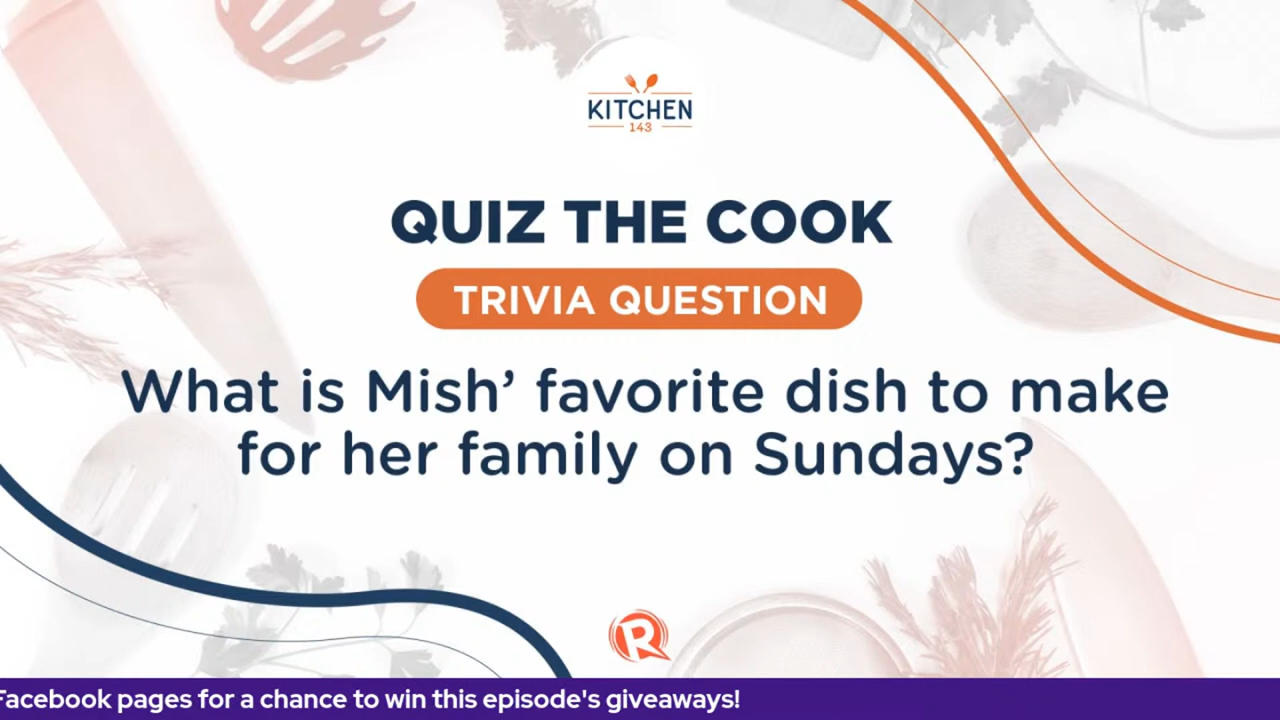 KITCHEN
143
QUIZ THE COOK
TRIVIA QUESTION
What is Mish’ favorite dish to make
for her family on Sundays?
R
Facebook pages for a chance to win this episode's giveaways!